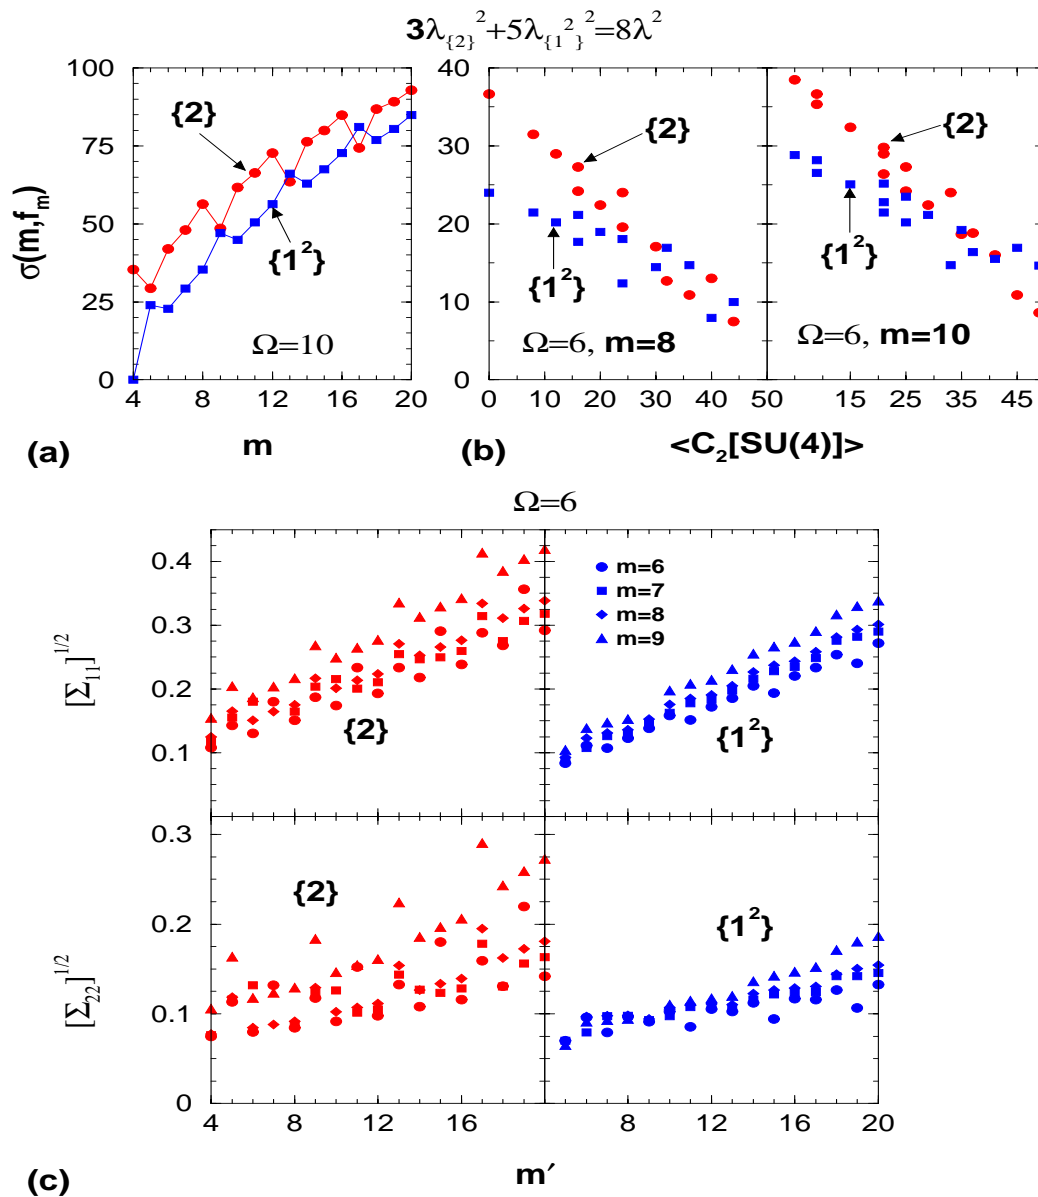 3λ_{2}²+5λ_{1²}²=8λ²
100
75
50
25
0
σ(m,f_m)
{2}
{1²}
Ω=10
4 8 12 16 20
m
(a)
40
30
20
10
0
{2}
{1²}
Ω=6, m=8
0 10 20 30 40 50
{2}
{1²}
Ω=6, m=10
15 25 35 45
<C₂[SU(4)]>
(b)
Ω=6
0.4
0.3
0.2
0.1
[Σ₁₁]^{1/2}
{2}
m=6
m=7
m=8
m=9
{1²}
0.3
0.2
0.1
0
[Σ₂₂]^{1/2}
{2}
{1²}
4 8 12 16
8 12 16 20
m′
(c)